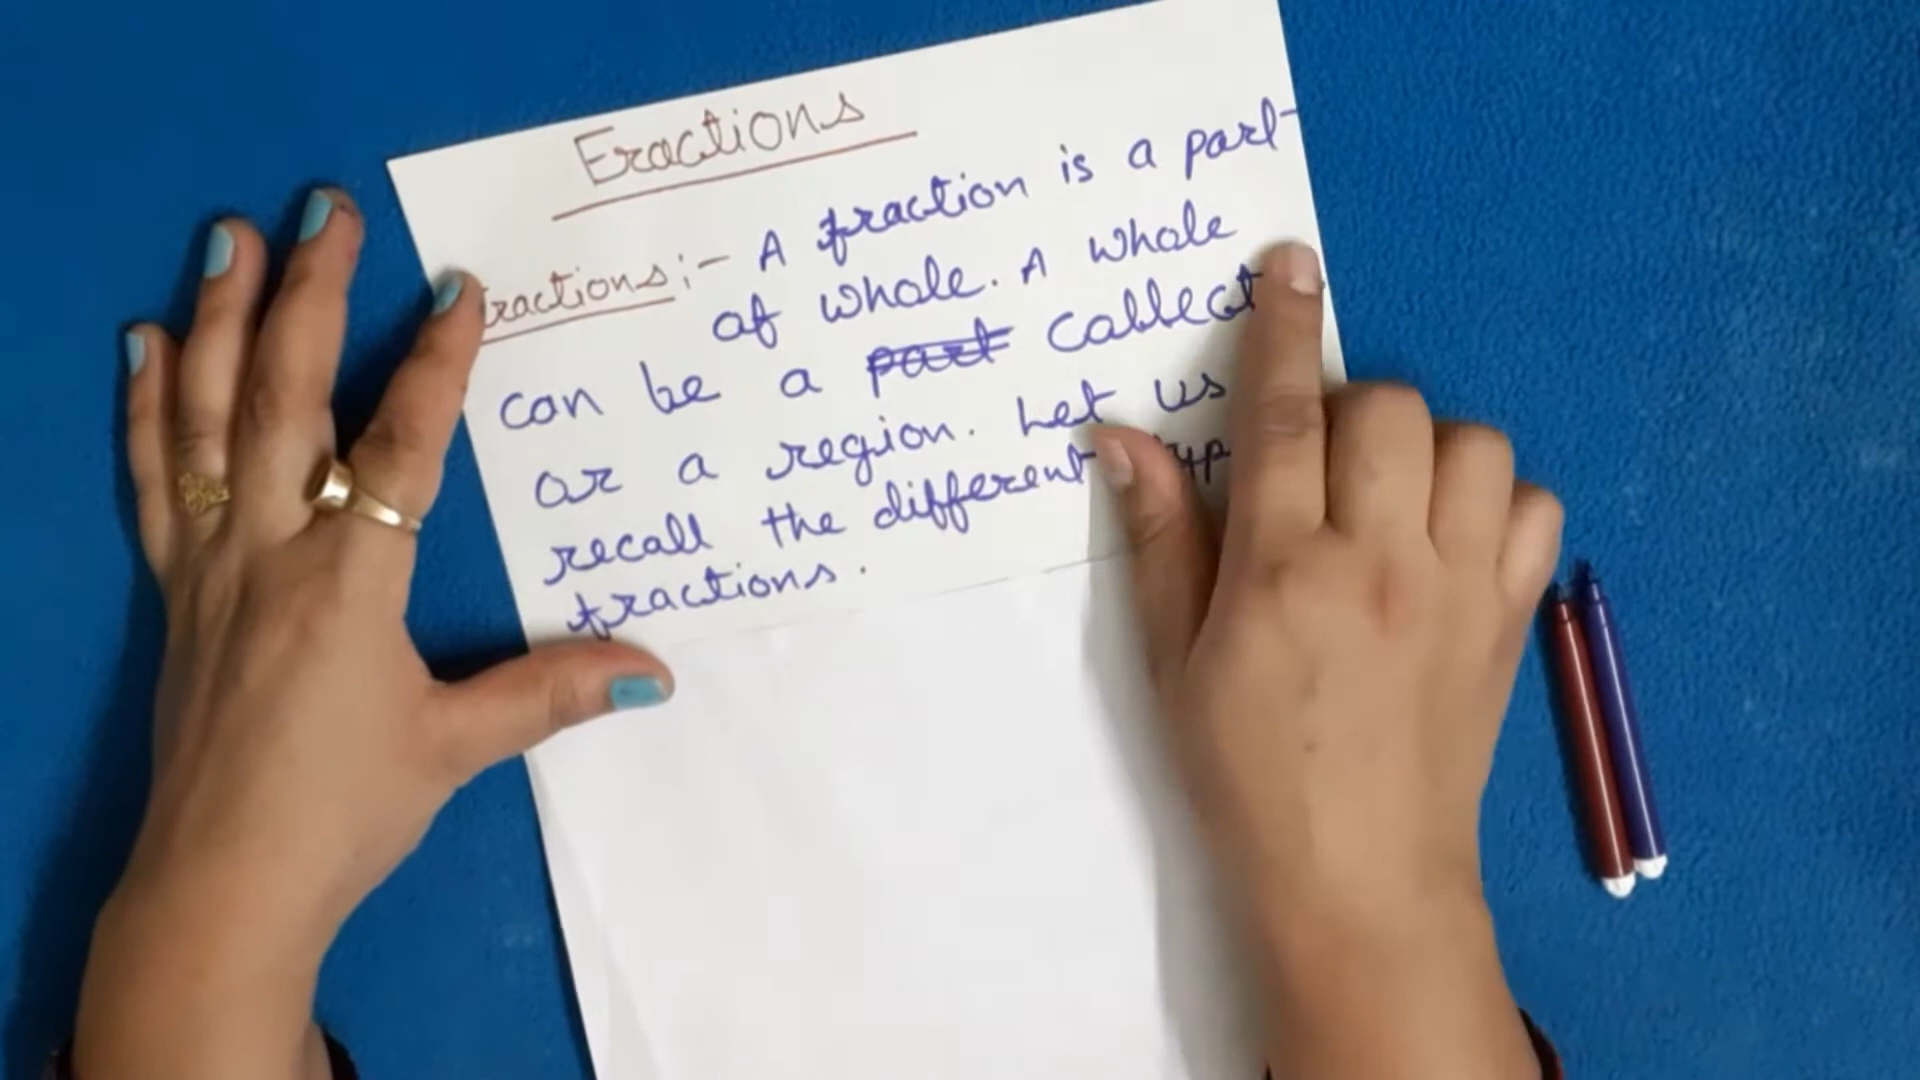 Fractions
Fractions:- A fraction is a part
of whole. A whole
can be a part collect
or a region. Let us
recall the different typ
fractions.